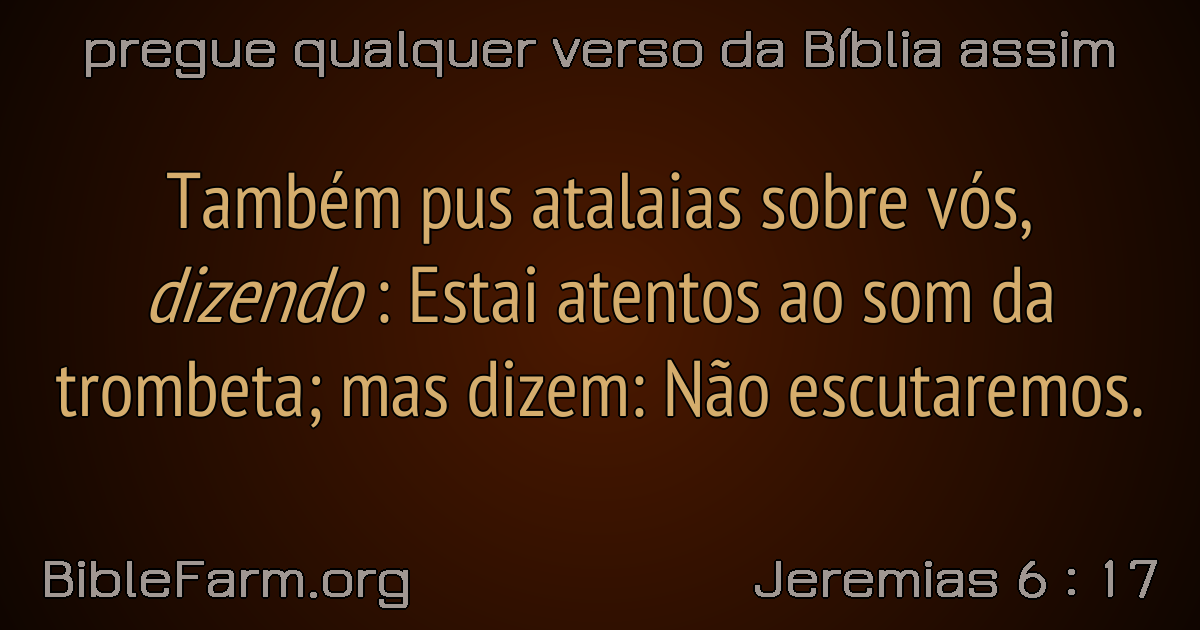 pregue qualquer verso da Bíblia assim
Também pus atalaias sobre vós,
dizendo : Estai atentos ao som da
trombeta; mas dizem: Não escutaremos.
BibleFarm.org
Jeremias 6 : 17